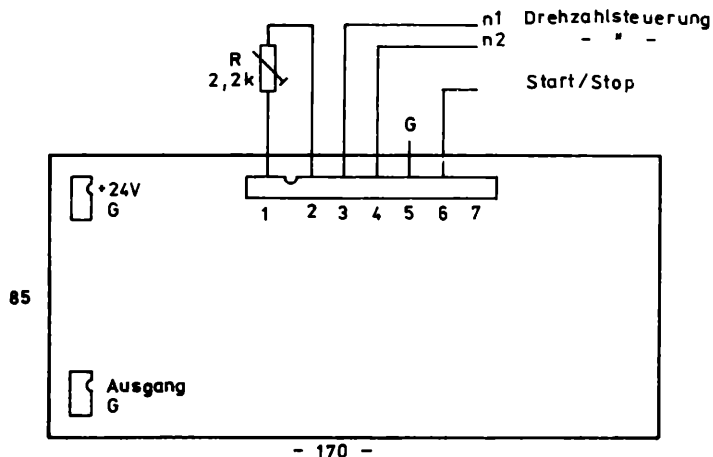 n1 Drehzahlsteuerung
n2 - " -
R
2,2k
Start/Stop
G
+24V
G
1 2 3 4 5 6 7
85
Ausgang
G
- 170 -